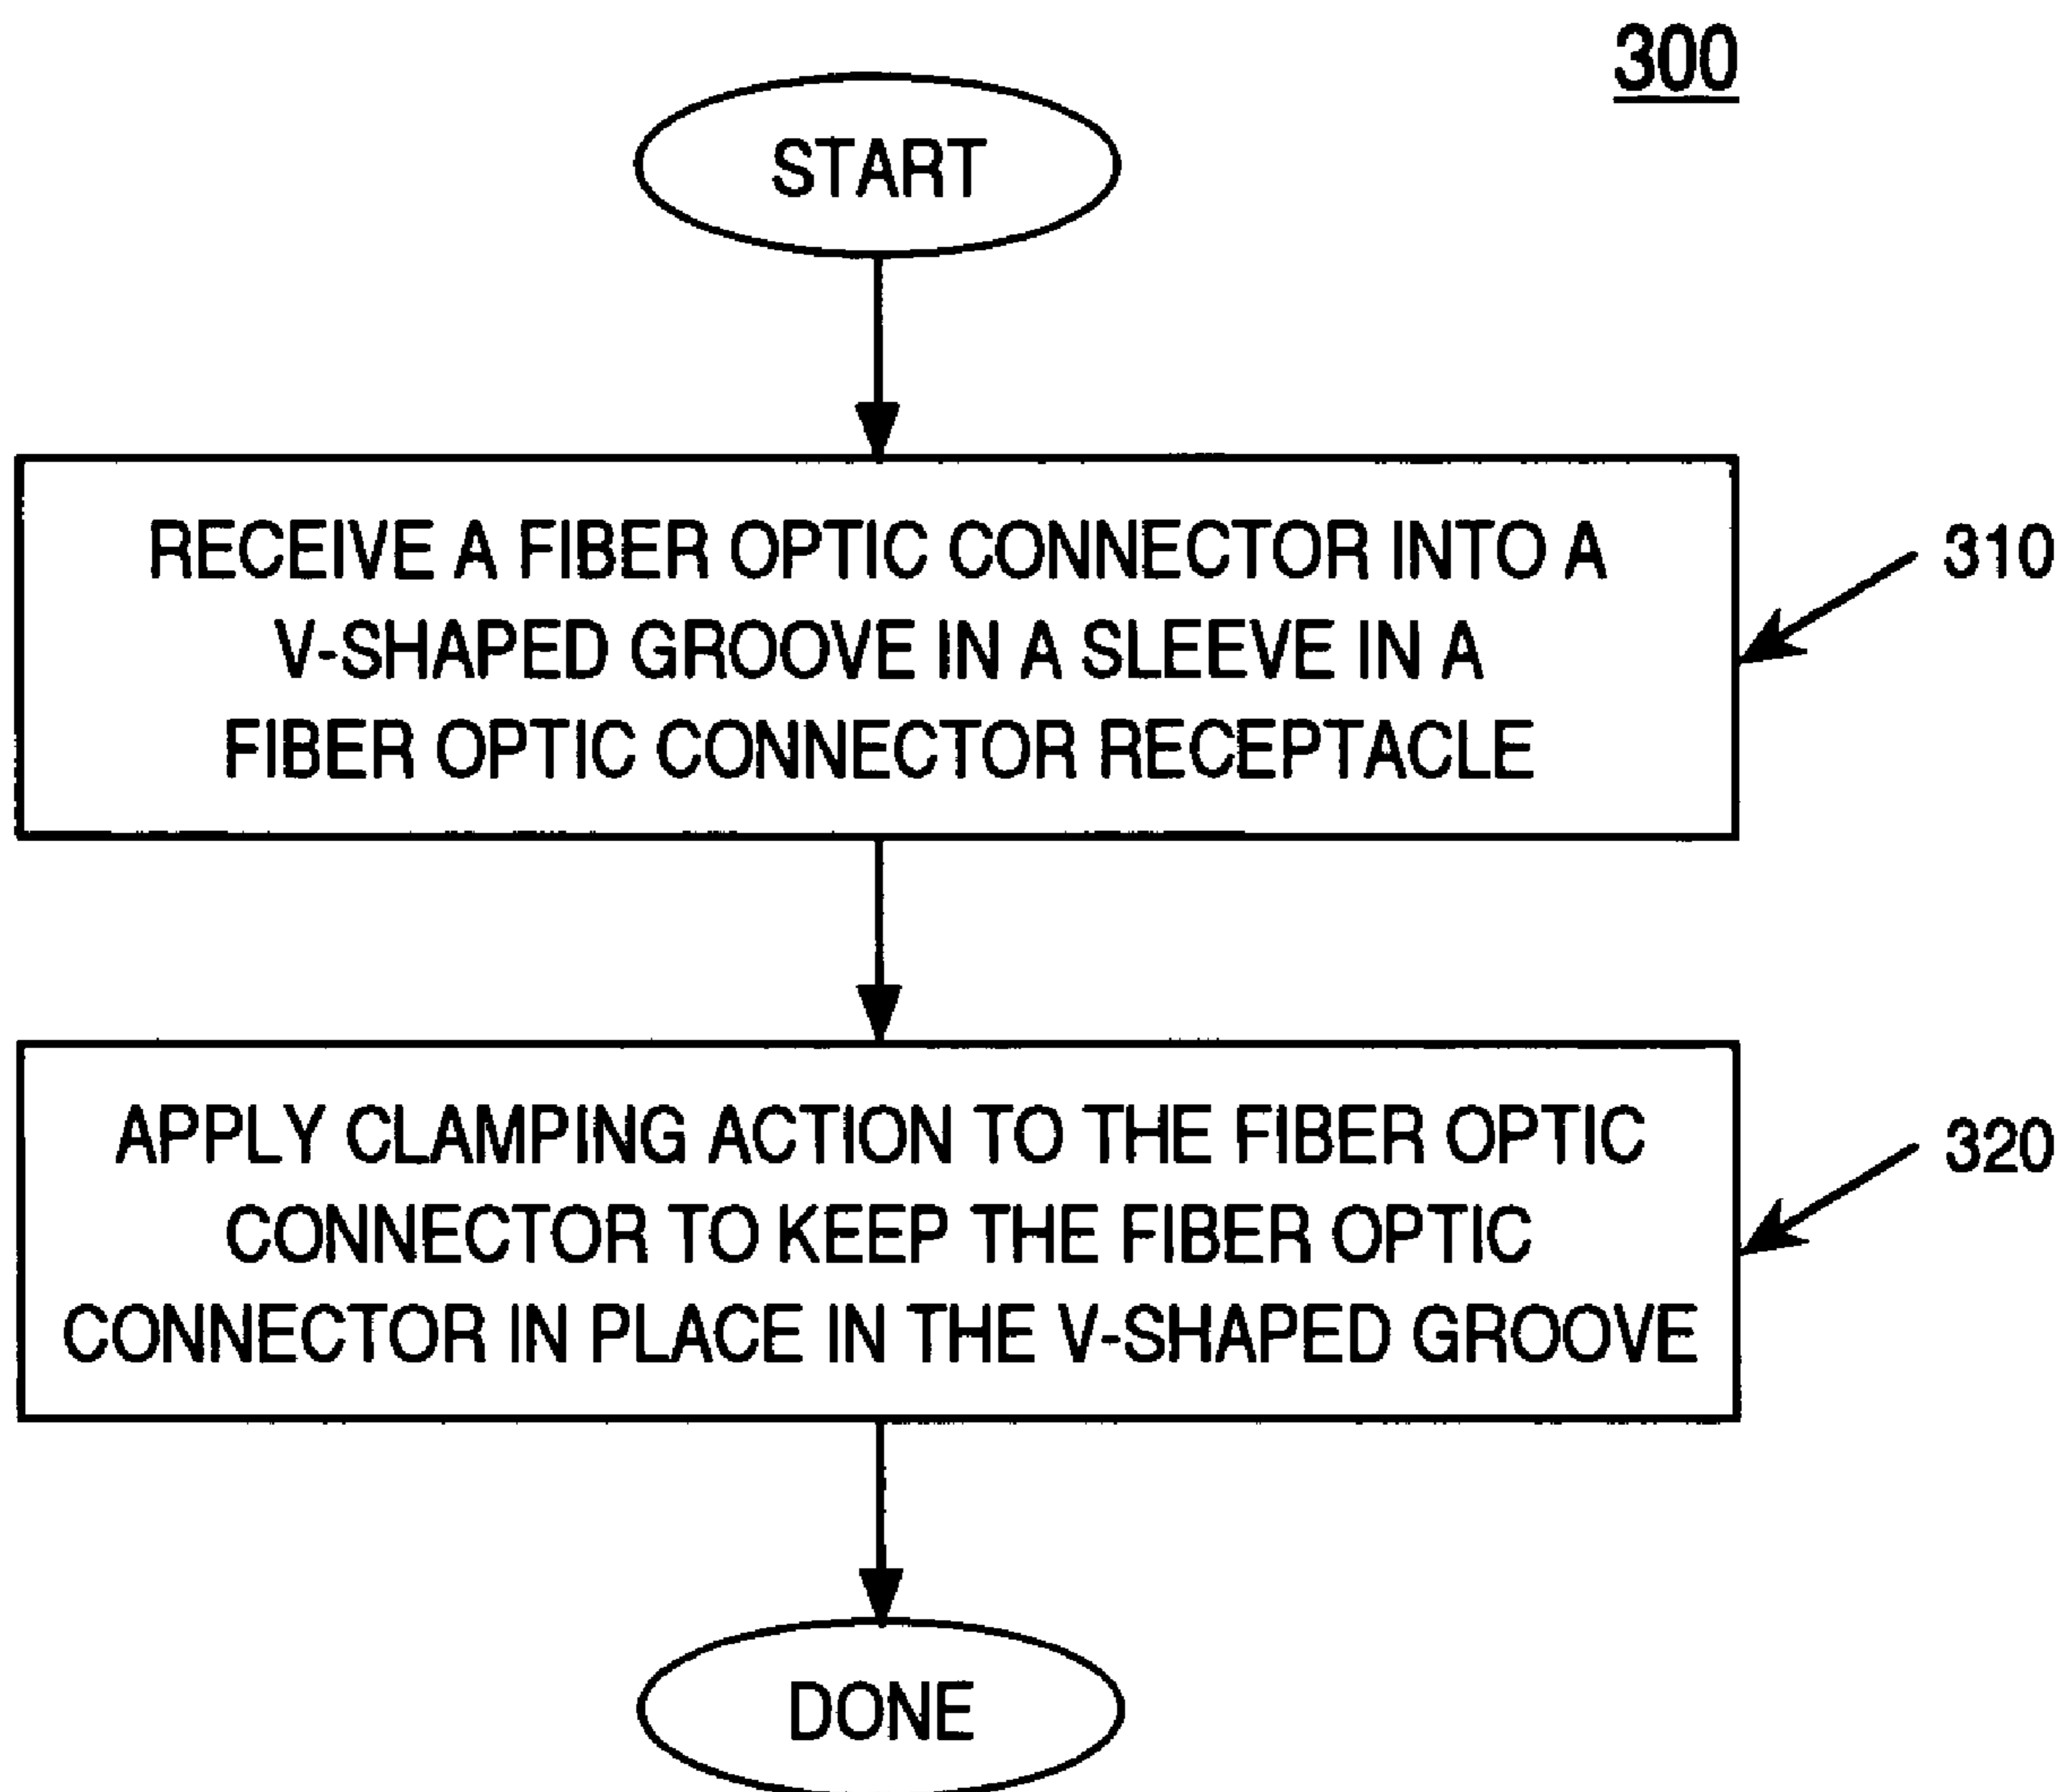 300
START
RECEIVE A FIBER OPTIC CONNECTOR INTO A
V-SHAPED GROOVE IN A SLEEVE IN A
FIBER OPTIC CONNECTOR RECEPTACLE
310
APPLY CLAMPING ACTION TO THE FIBER OPTIC
CONNECTOR TO KEEP THE FIBER OPTIC
CONNECTOR IN PLACE IN THE V-SHAPED GROOVE
320
DONE